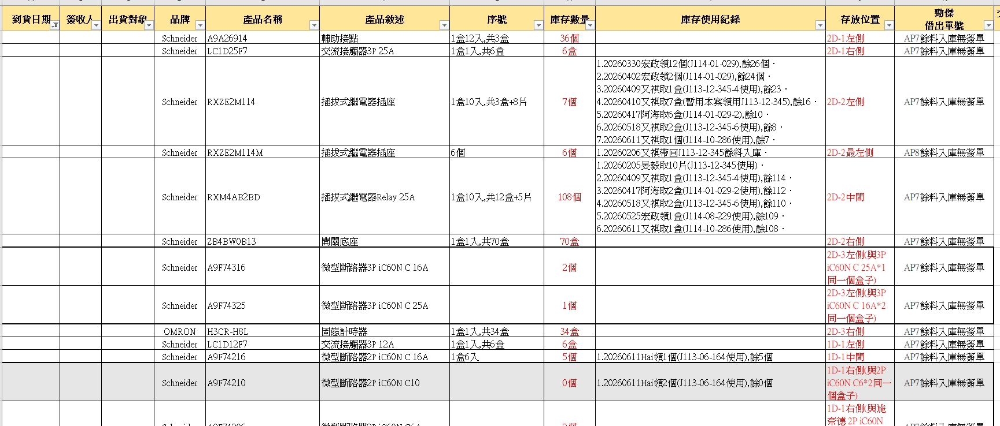 到貨日期 簽收人 出貨對象 品牌 產品名稱 產品敘述 序號 庫存數量 庫存使用紀錄 存放位置 勁傑
借出單號
Schneider A9A26914 輔助接點 1盒12入,共3盒 36個 2D-1左側 AP7餘料入庫無簽單
Schneider LC1D25F7 交流接觸器3P 25A 1盒1入,共6盒 6盒 2D-1右側 AP7餘料入庫無簽單
1.20260330宏政領12個(J114-01-029),餘26個。
2.20260402宏政領2個(J114-01-029),餘24個。
3.20260409又祺取1盒(J113-12-345-4使用),餘23。
Schneider RXZE2M114 插拔式繼電器插座 1盒10入,共3盒+8片 7個 4.20260410又祺取7盒(暫用本案領用J113-12-345),餘16。 2D-2左側 AP7餘料入庫無簽單
5.20260417阿海取6盒(J114-01-029-2),餘10。
6.20260518又祺取2盒(J113-12-345-6使用),餘8。
7.20260611又祺取1個(J114-10-286使用),餘7。
Schneider RXZE2M114M 插拔式繼電器插座 6個 6個 1.20260206又祺帶回J113-12-345餘料入庫。 2D-2最左側 AP8餘料入庫無簽單
1.20260205旻毅取10片(J113-12-345使用)。
2.20260409又祺取1盒(J113-12-345-4使用),餘114。
3.20260417阿海取2盒(J114-01-029-2使用),餘112。
Schneider RXM4AB2BD 插拔式繼電器Relay 25A 1盒10入,共12盒+5片 108個 2D-2中間 AP7餘料入庫無簽單
4.20260518又祺取2盒(J113-12-345-6使用),餘110。
5.20260525宏政領1盒(J114-08-229使用),餘109。
6.20260611又祺取1盒(J114-10-286使用),餘108。
Schneider ZB4BW0B13 開關底座 1盒1入,共70盒 70盒 2D-2右側 AP7餘料入庫無簽單
2D-3左側(與3P
Schneider A9F74316 微型斷路器3P iC60N C 16A 2個 iC60N C 25A*1 AP7餘料入庫無簽單
同一個盒子)
2D-3左側(與3P
Schneider A9F74325 微型斷路器3P iC60N C 25A 1個 iC60N C 16A*2 AP7餘料入庫無簽單
同一個盒子)
OMRON H3CR-H8L 固態計時器 1盒1入,共34盒 34盒 2D-3右側 AP7餘料入庫無簽單
Schneider LC1D12F7 交流接觸器3P 12A 1盒1入,共6盒 6盒 1D-1左側 AP7餘料入庫無簽單
Schneider A9F74216 微型斷路器2P iC60N C 16A 1盒6入 5個 1.20260611Hai領1個(J113-06-164使用),餘5個 1D-1中間 AP7餘料入庫無簽單
1D-1右側(與2P
Schneider A9F74210 微型斷路器2P iC60N C10 0個 1.20260611Hai領2個(J113-06-164使用),餘0個 iC60N C6*2同一 AP7餘料入庫無簽單
個盒子)
1D-1右側(與施
奈德 2P iC60N